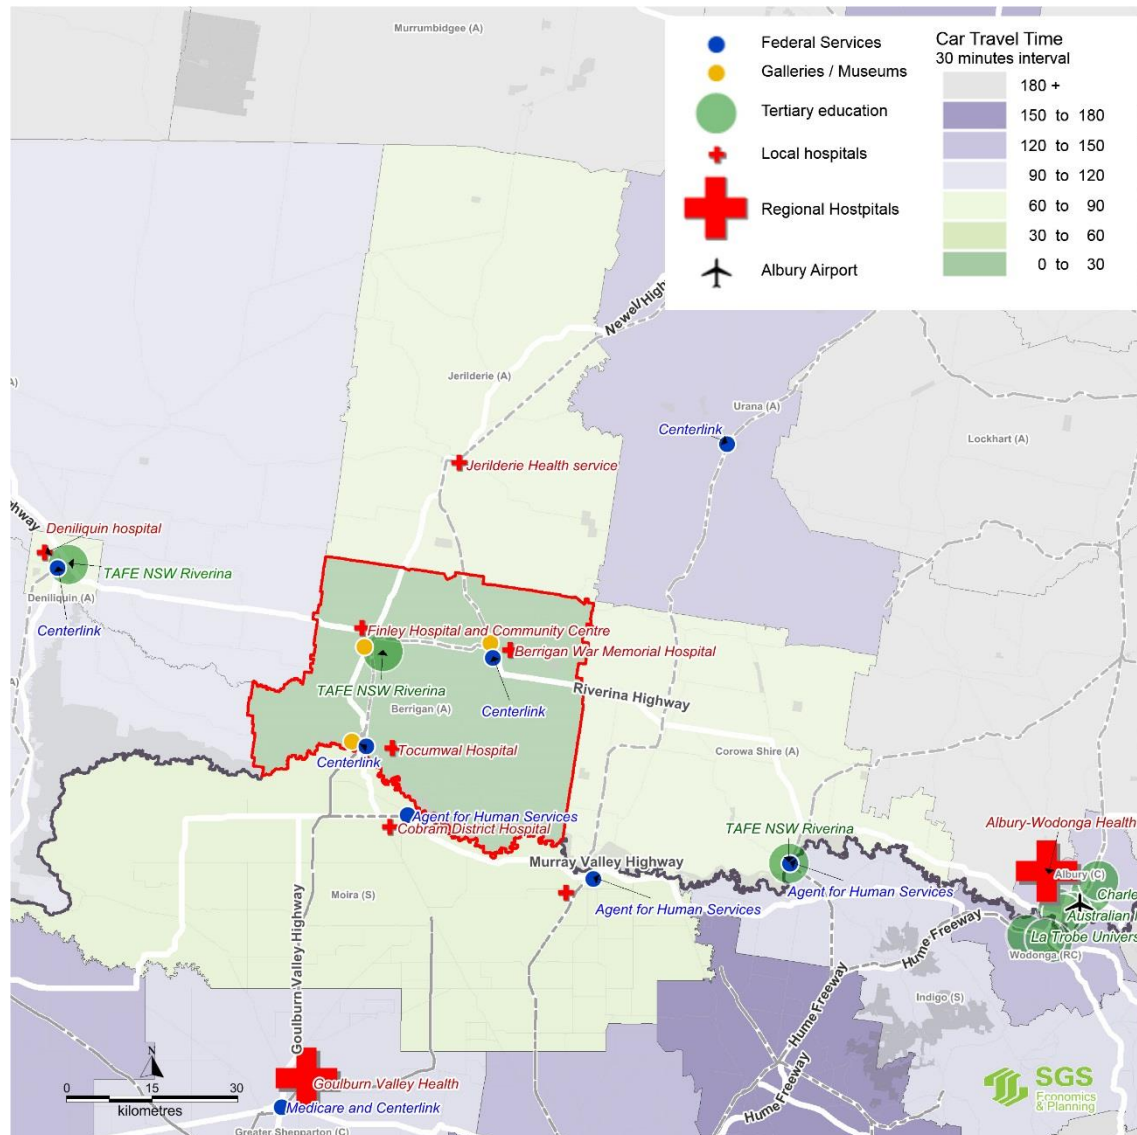 Murrumbidgee (A)
Federal Services
Galleries / Museums
Tertiary education
Local hospitals
Regional Hostpitals
Albury Airport
Car Travel Time
30 minutes interval
180 +
150 to 180
120 to 150
90 to 120
60 to 90
30 to 60
0 to 30
Newel/
Jerilderie (A)
Urana (A)
Centerlink
Lockhart (A)
Jerilderie Health service
Deniliquin hospital
TAFE NSW Riverina
Deniliquin (A)
Centerlink
Finley Hospital and Community Centre
Berrigan War Memorial Hospital
TAFE NSW Riverina
Riverina Highway
Berrigan (A)
Centerlink
Tocumwal Hospital
Corowa Shire (A)
Centerlink
Agent for Human Services
Cobram District Hospital
TAFE NSW Riverina
Albury-Wodonga Health
Murray Valley Highway
Albury (C)
Moira (S)
Agent for Human Services
Charle
Agent for Human Services
Australian
La Trobe Univers
Wodonga (RC)
Hume Freeway
Indigo (S)
Goulburn Valley Highway
Hume Freeway
Hume Freeway
N
0 15 30
kilometres
Goulburn Valley Health
Medicare and Centerlink
Greater Shepparton (C)
SGS
Economics
& Planning